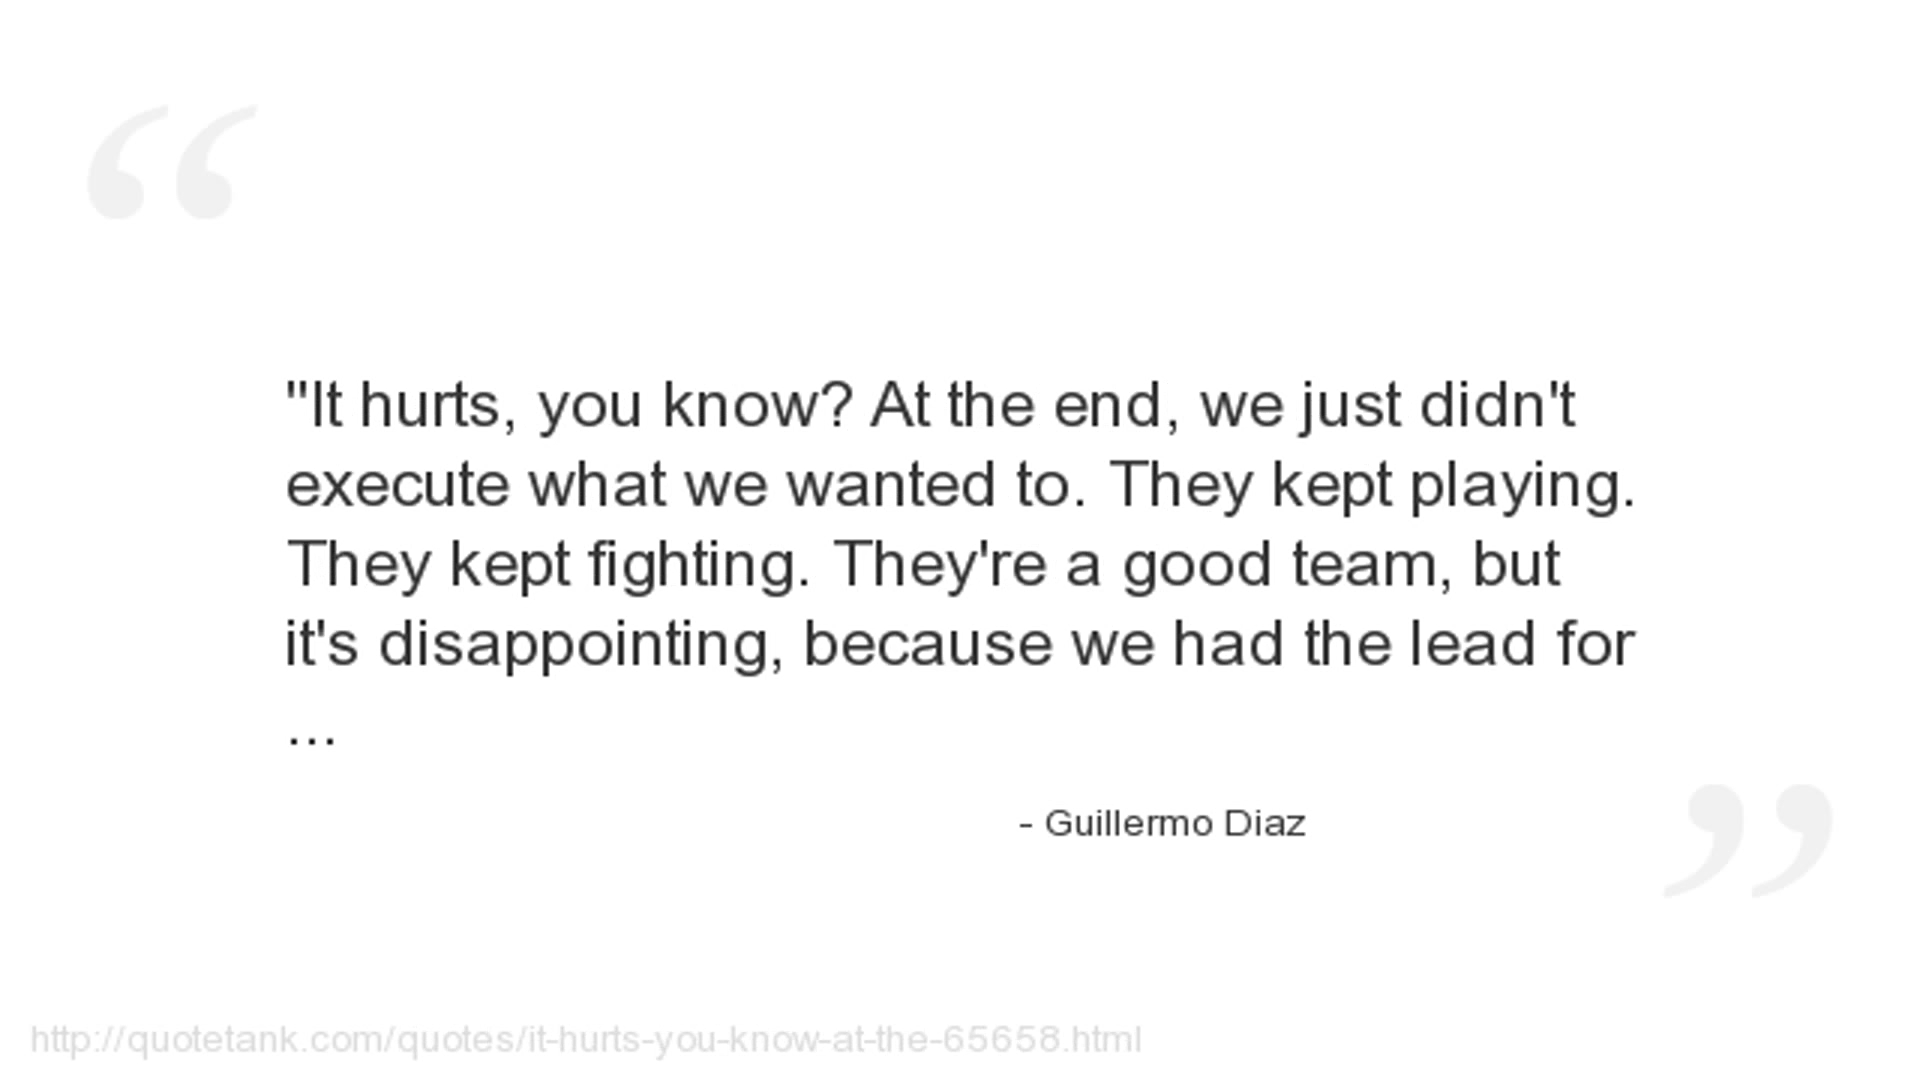 "It hurts, you know? At the end, we just didn't
execute what we wanted to. They kept playing.
They kept fighting. They're a good team, but
it's disappointing, because we had the lead for
...
- Guillermo Diaz
http://quotetank.com/quotes/it-hurts-you-know-at-the-65658.html